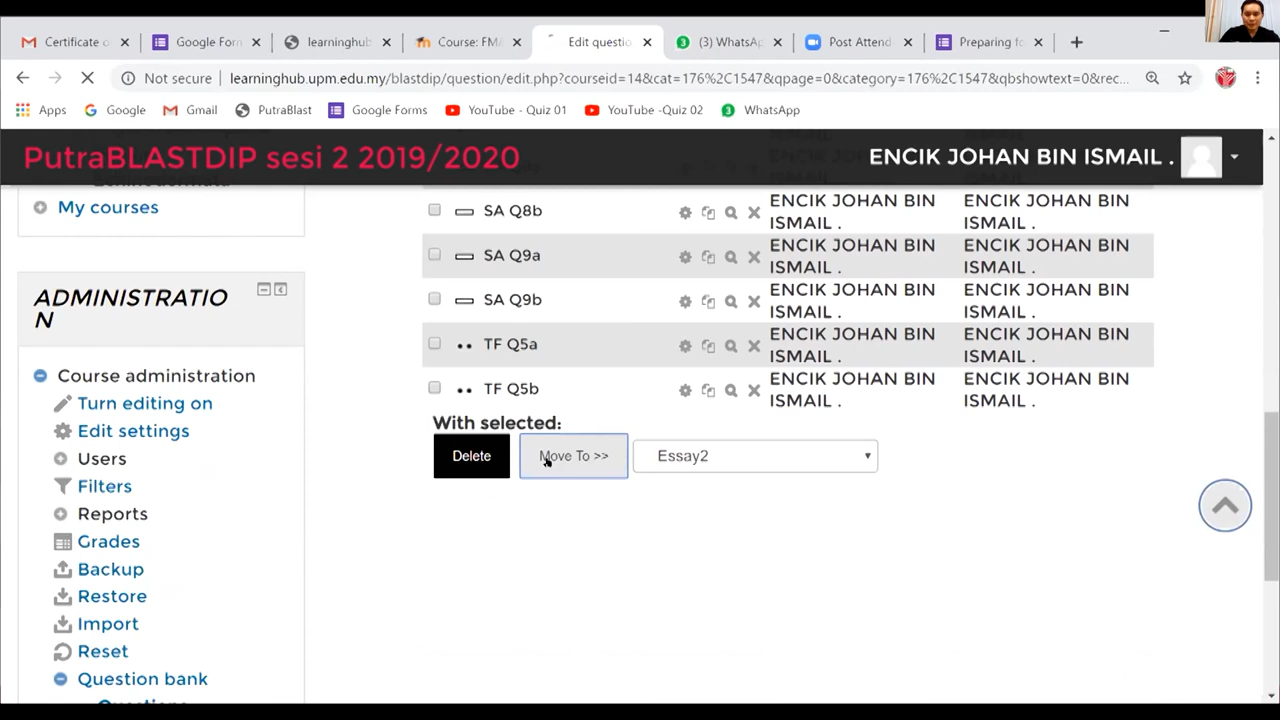 Certificate o
Google For
learninghub
Course: FMA
Edit questio
(3) WhatsA
Post Attend
Preparing fo
Not secure
learninghub.upm.edu.my/blastdip/question/edit.php?courseid=14&cat=176%2C1547&qpage=0&category=176%2C1547&qbshowtext=0&rec...
Apps
Google
Gmail
PutraBlast
Google Forms
YouTube - Quiz 01
YouTube -Quiz 02
WhatsApp
PutraBLASTDIP sesi 2 2019/2020
ENCIK JOHAN BIN ISMAIL .
My courses
ADMINISTRATIO
N
Course administration
Turn editing on
Edit settings
Users
Filters
Reports
Grades
Backup
Restore
Import
Reset
Question bank
SA Q8b
ENCIK JOHAN BIN
ISMAIL .
ENCIK JOHAN BIN
ISMAIL .
SA Q9a
ENCIK JOHAN BIN
ISMAIL .
ENCIK JOHAN BIN
ISMAIL .
SA Q9b
ENCIK JOHAN BIN
ISMAIL .
ENCIK JOHAN BIN
ISMAIL .
TF Q5a
ENCIK JOHAN BIN
ISMAIL .
ENCIK JOHAN BIN
ISMAIL .
TF Q5b
ENCIK JOHAN BIN
ISMAIL .
ENCIK JOHAN BIN
ISMAIL .
With selected:
Delete
Move To >>
Essay2